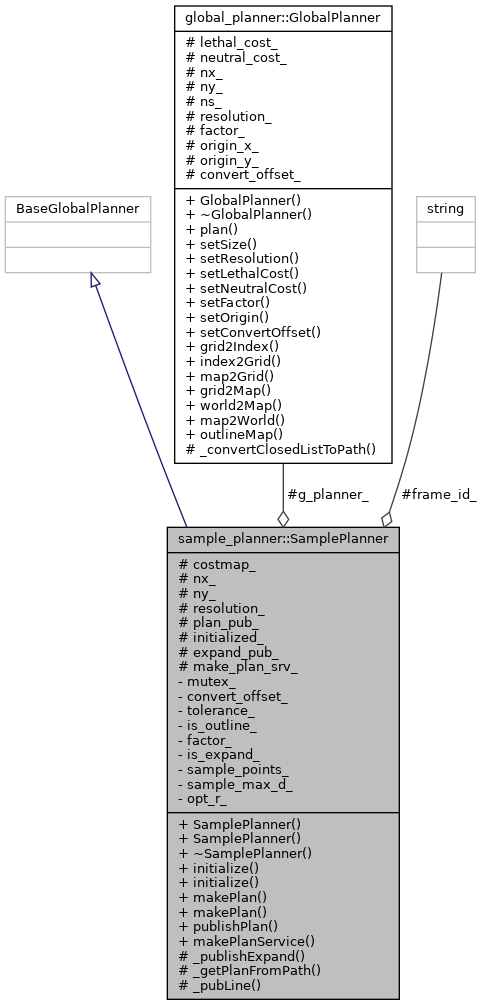 global_planner::GlobalPlanner
# lethal_cost_
# neutral_cost_
# nx_
# ny_
# ns_
# resolution_
# factor_
# origin_x_
# origin_y_
# convert_offset_
+ GlobalPlanner()
+ ~GlobalPlanner()
+ plan()
+ setSize()
+ setResolution()
+ setLethalCost()
+ setNeutralCost()
+ setFactor()
+ setOrigin()
+ setConvertOffset()
+ grid2Index()
+ index2Grid()
+ map2Grid()
+ grid2Map()
+ world2Map()
+ map2World()
+ outlineMap()
# _convertClosedListToPath()
BaseGlobalPlanner
string
#g_planner_
#frame_id_
sample_planner::SamplePlanner
# costmap_
# nx_
# ny_
# resolution_
# plan_pub_
# initialized_
# expand_pub_
# make_plan_srv_
- mutex_
- convert_offset_
- tolerance_
- is_outline_
- factor_
- is_expand_
- sample_points_
- sample_max_d_
- opt_r_
+ SamplePlanner()
+ SamplePlanner()
+ ~SamplePlanner()
+ initialize()
+ initialize()
+ makePlan()
+ makePlan()
+ publishPlan()
+ makePlanService()
# _publishExpand()
# _getPlanFromPath()
# _pubLine()